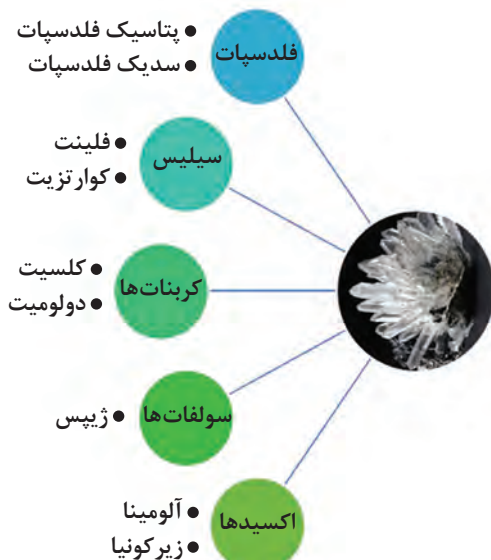 فلدسپات
پتاسیک فلدسپات
سدیک فلدسپات
سیلیس
فلینت
کوارتزیت
کربنات‌ها
کلسیت
دولومیت
سولفات‌ها
ژیپس
اکسیدها
آلومینا
زیرکونیا